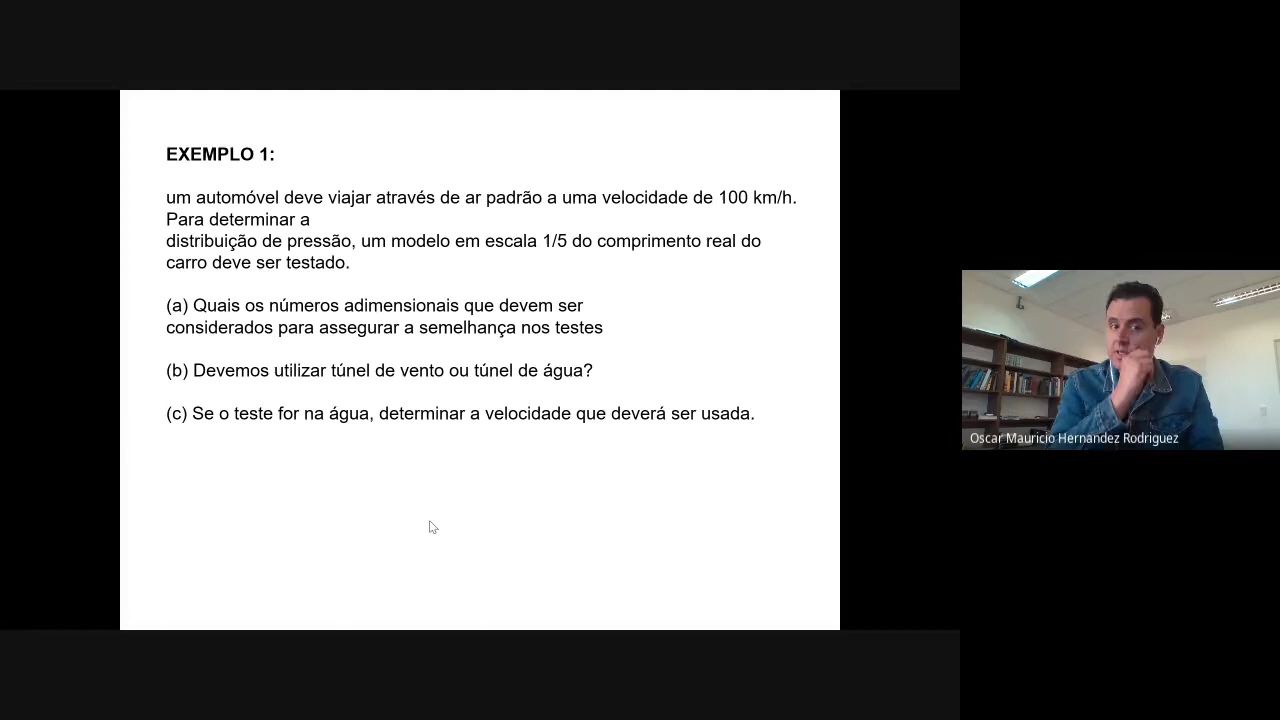 EXEMPLO 1:
um automóvel deve viajar através de ar padrão a uma velocidade de 100 km/h.
Para determinar a
distribuição de pressão, um modelo em escala 1/5 do comprimento real do
carro deve ser testado.
(a) Quais os números adimensionais que devem ser
considerados para assegurar a semelhança nos testes
(b) Devemos utilizar túnel de vento ou túnel de água?
(c) Se o teste for na água, determinar a velocidade que deverá ser usada.
Oscar Mauricio Hernandez Rodriguez